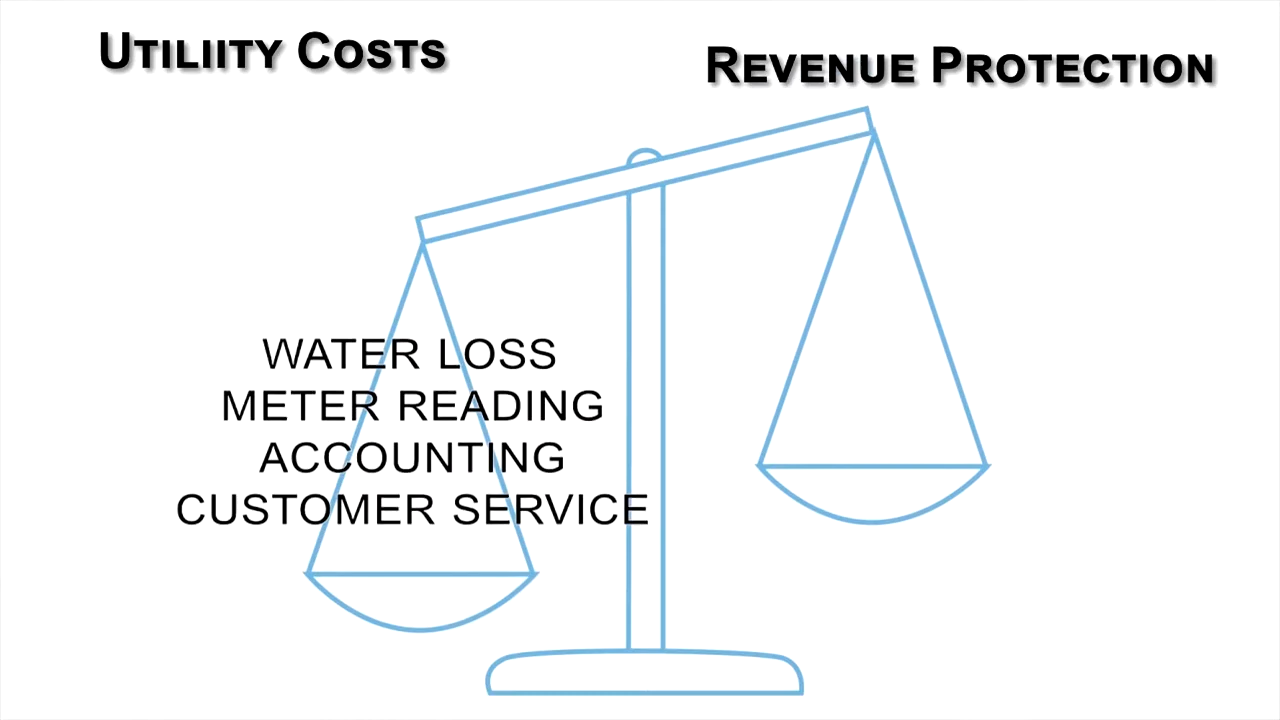 Utiliity Costs
Revenue Protection
WATER LOSS
METER READING
ACCOUNTING
CUSTOMER SERVICE